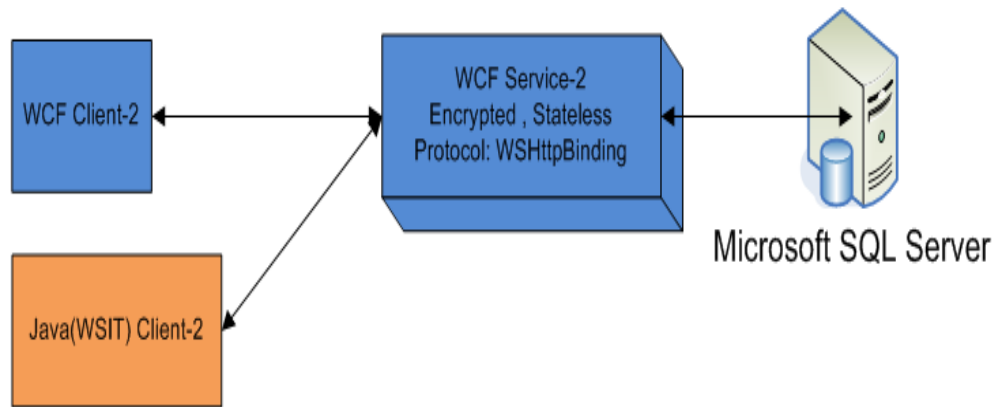 WCF Client-2
WCF Service-2
Encrypted , Stateless
Protocol: WSHttpBinding
Microsoft SQL Server
Java(WSIT) Client-2